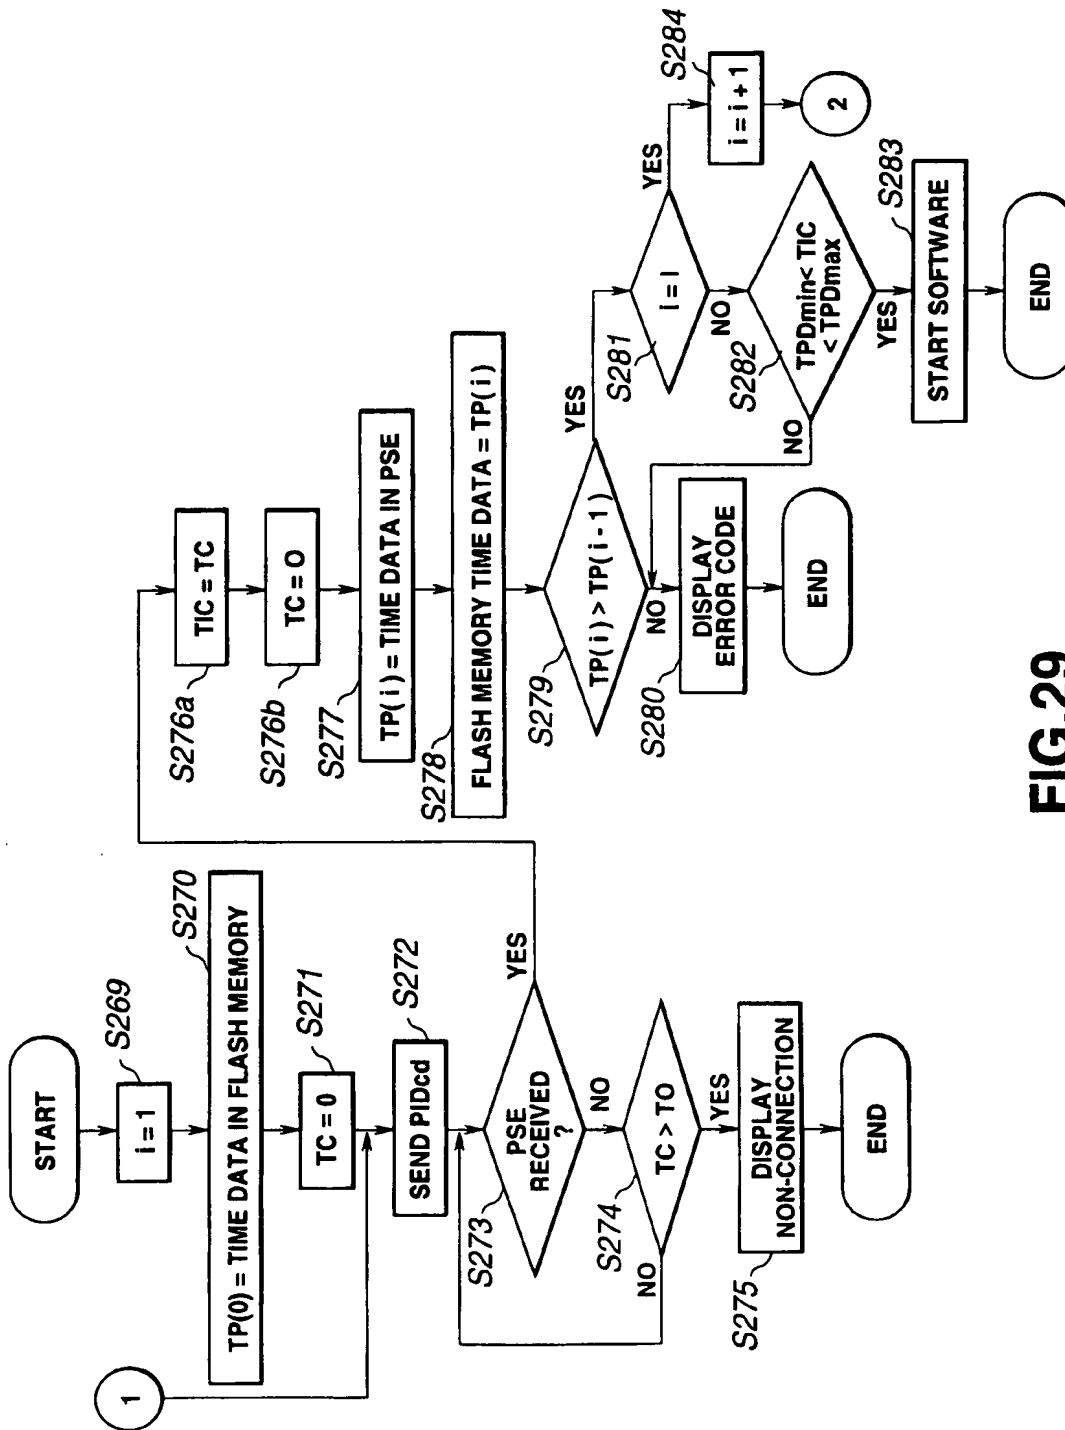 START
S269
i = 1
S270
TP(0) = TIME DATA IN FLASH MEMORY
S271
TC = 0
1
S272
SEND PIDcd
S273
PSE
RECEIVED
?
YES
NO
S274
TC > TO
NO
YES
S275
DISPLAY
NON-CONNECTION
END
S276a
TIC = TC
S276b
TC = O
S277
TP( i ) = TIME DATA IN PSE
S278
FLASH MEMORY TIME DATA = TP( i )
S279
TP( i ) > TP( i - 1 )
YES
NO
S280
DISPLAY
ERROR CODE
END
S281
i = I
YES
NO
S284
i = i + 1
2
S282
TPDmin< TIC
< TPDmax
NO
YES
S283
START SOFTWARE
END
FIG.29